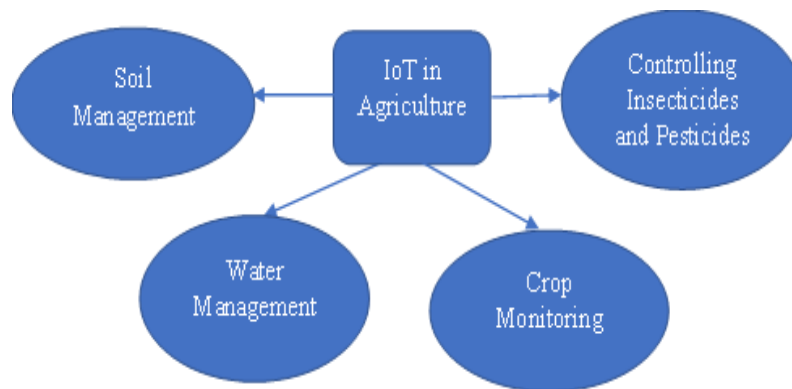 Soil
Management
IoT in
Agriculture
Controlling
Insecticides
and Pesticides
Water
Management
Crop
Monitoring